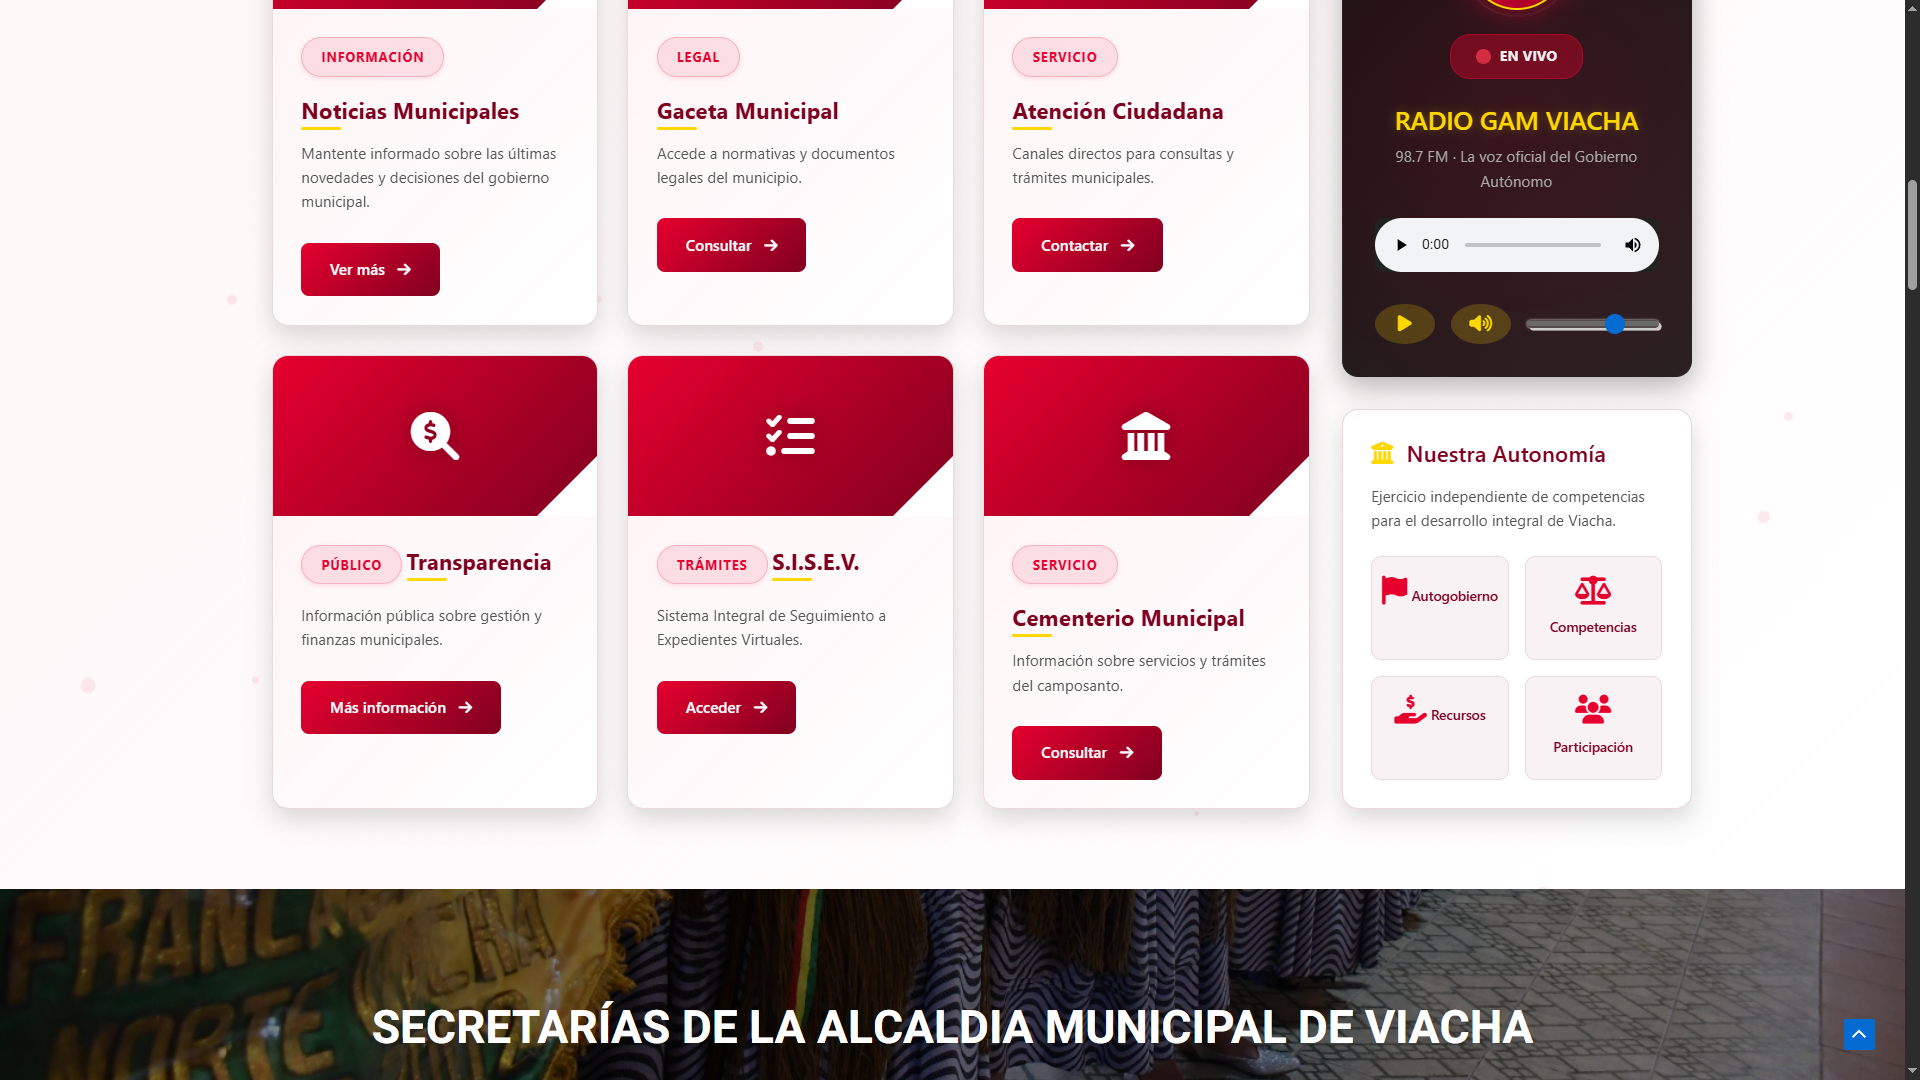 INFORMACIÓN
Noticias Municipales
Mantente informado sobre las últimas
novedades y decisiones del gobierno
municipal.
Ver más
LEGAL
Gaceta Municipal
Accede a normativas y documentos
legales del municipio.
Consultar
SERVICIO
Atención Ciudadana
Canales directos para consultas y
trámites municipales.
Contactar
EN VIVO
RADIO GAM VIACHA
98.7 FM · La voz oficial del Gobierno
Autónomo
0:00
PÚBLICO Transparencia
Información pública sobre gestión y
finanzas municipales.
Más información
TRÁMITES S.I.S.E.V.
Sistema Integral de Seguimiento a
Expedientes Virtuales.
Acceder
SERVICIO
Cementerio Municipal
Información sobre servicios y trámites
del camposanto.
Consultar
Nuestra Autonomía
Ejercicio independiente de competencias
para el desarrollo integral de Viacha.
Autogobierno
Competencias
Recursos
Participación
NORTE
SECRETARÍAS DE LA ALCALDIA MUNICIPAL DE VIACHA